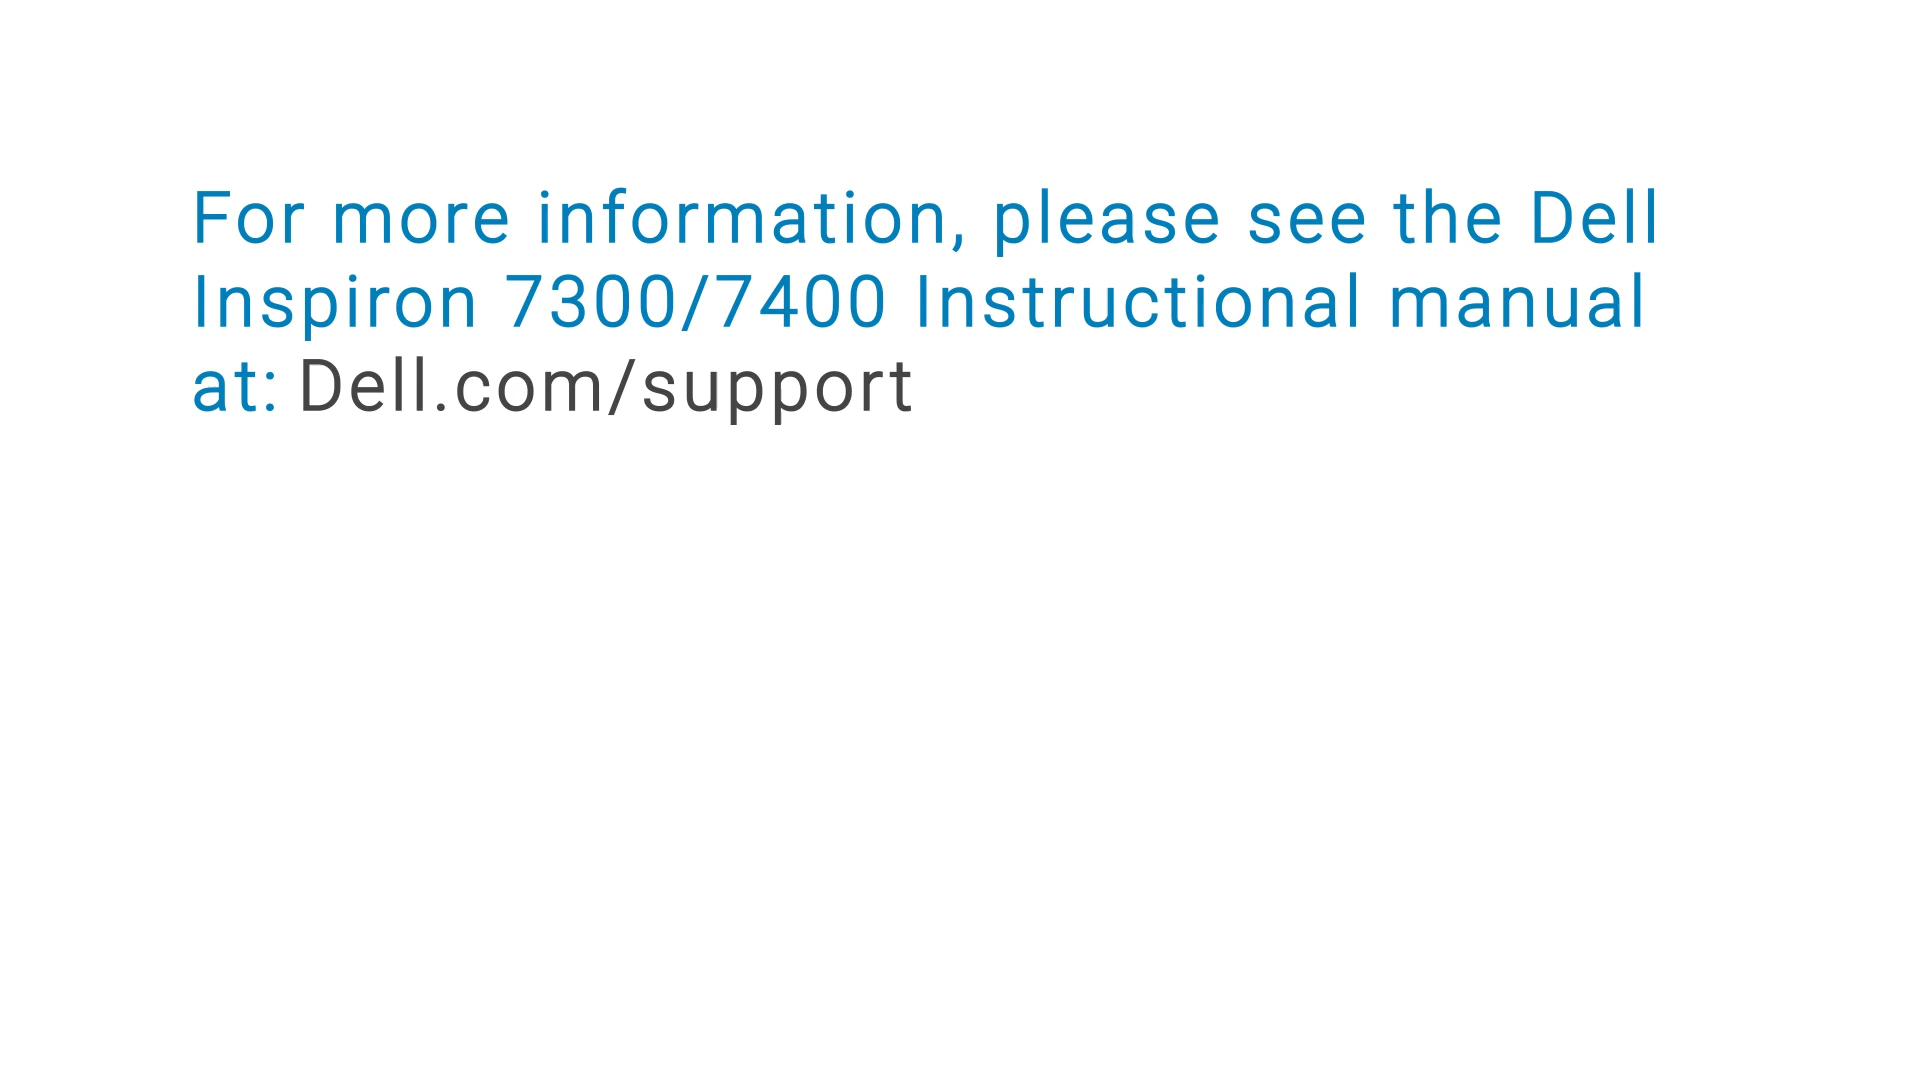 For more information, please see the Dell
Inspiron 7300/7400 Instructional manual
at: Dell.com/support